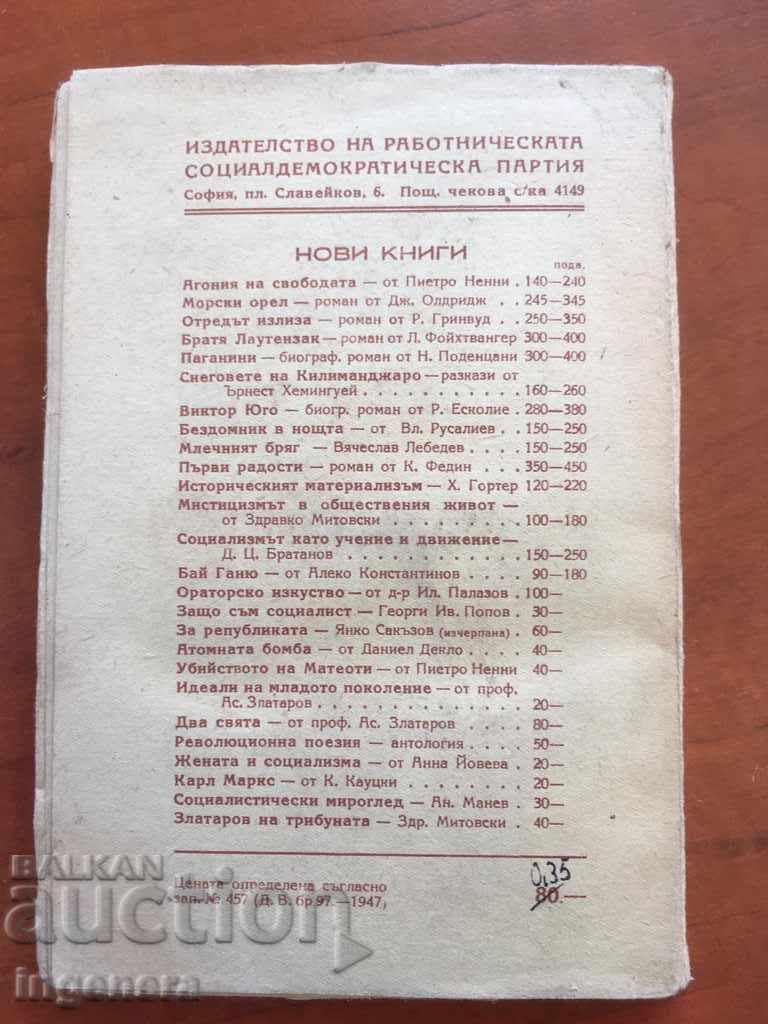 ИЗДАТЕЛСТВО НА РАБОТНИЧЕСКАТА
СОЦИАЛДЕМОКРАТИЧЕСКА ПАРТИЯ
София, пл. Славейков, 6. Пощ. чекова с/ка 4149
НОВИ КНИГИ
подв.
Агония на свободата — от Пиетро Ненни . 140—240
Морски орел — роман от Дж. Олдридж . . 245—345
Отредът излиза — роман от Р. Гринвуд . . 250—350
Братя Лаутензак — роман от Л. Фойхтвангер 300—400
Паганини — биограф. роман от Н. Поденцани 300—400
Снеговете на Килиманджаро — разкази от
Ърнест Хемингуей . . . . . . . . . . . 160—260
Виктор Юго — биогр. роман от Р. Есколие . 280—380
Бездомник в нощта — от Вл. Русалиев . . 150—250
Млечният бряг — Вячеслав Лебедев . . . . 150—250
Първи радости — роман от К. Федин . . . 350—450
Историческият материализъм — Х. Гортер 120—220
Мистицизмът в обществения живот —
от Здравко Митовски . . . . . . . . . 100—180
Социализмът като учение и движение—
Д. Ц. Братанов . . . . . . . . . . . . 150—250
Бай Ганю — от Алеко Константинов . . . . 90—180
Ораторско изкуство — от д-р Ил. Палазов . 100—
Защо съм социалист — Георги Ив. Попов . 30—
За републиката — Янко Сакъзов (изчерпана) . 60—
Атомната бомба — от Даниел Декло . . . . 40—
Убийството на Матеоти — от Пиетро Ненни 40—
Идеали на младото поколение — от проф.
Ас. Златаров . . . . . . . . . . . . . 20—
Два свята — от проф. Ас. Златаров . . . . 80—
Революционна поезия — антология . . . . 50—
Жената и социализма — от Анна Йовева . 20—
Карл Маркс — от К. Кауцки . . . . . . . . 20—
Социалистически мироглед — Ан. Манев . 30—
Златаров на трибуната — Здр. Митовски . 40—
0,35
Цената определена съгласно
зап. № 457 (Д. В. бр 97.—1947)
80.—
BALKAN
auction
ingenera